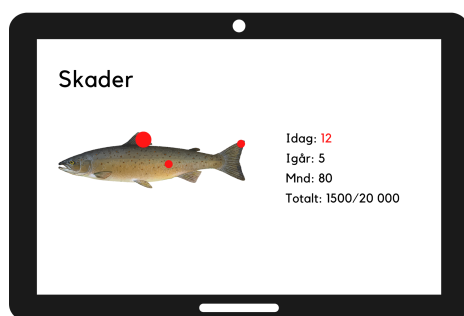 Skader
Idag: 12
Igår: 5
Mnd: 80
Totalt: 1500/20 000